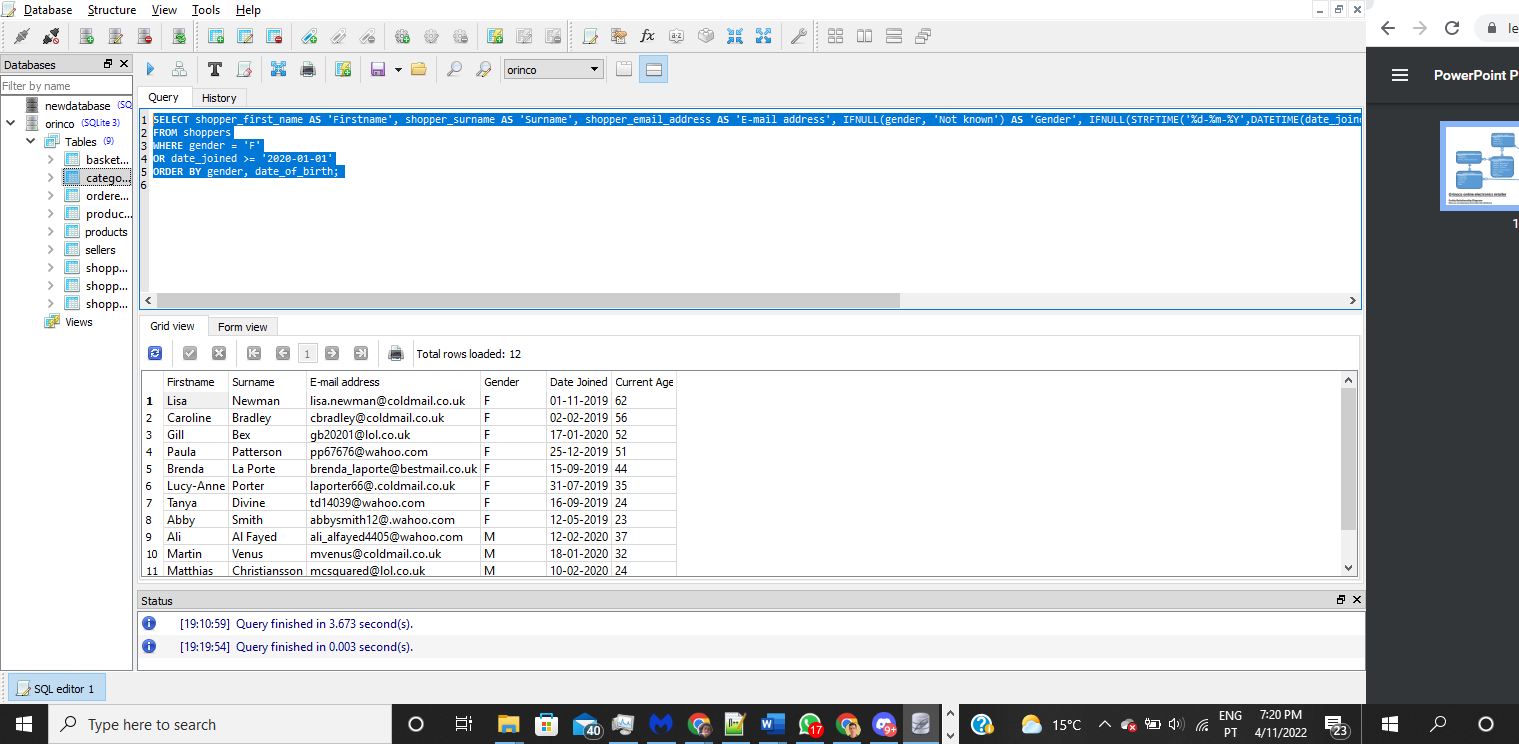 Database Structure View Tools Help
le
Databases
Filter by name
newdatabase (SQ
orinco (SQLite 3)
Tables (9)
basket...
catego...
ordere...
produc...
products
sellers
shopp...
shopp...
shopp...
Views
orinco
Query History
1 SELECT shopper_first_name AS 'Firstname', shopper_surname AS 'Surname', shopper_email_address AS 'E-mail address', IFNULL(gender, 'Not known') AS 'Gender', IFNULL(STRFTIME('%d-%m-%Y',DATETIME(date_joine
2 FROM shoppers
3 WHERE gender = 'F'
4 OR date_joined >= '2020-01-01'
5 ORDER BY gender, date_of_birth;
6
Grid view Form view
1 Total rows loaded: 12
Firstname Surname E-mail address Gender Date Joined Current Age
1 Lisa Newman lisa.newman@coldmail.co.uk F 01-11-2019 62
2 Caroline Bradley cbradley@coldmail.co.uk F 02-02-2019 56
3 Gill Bex gb20201@lol.co.uk F 17-01-2020 52
4 Paula Patterson pp67676@wahoo.com F 25-12-2019 51
5 Brenda La Porte brenda_laporte@bestmail.co.uk F 15-09-2019 44
6 Lucy-Anne Porter laporter66@.coldmail.co.uk F 31-07-2019 35
7 Tanya Divine td14039@wahoo.com F 16-09-2019 24
8 Abby Smith abbysmith12@.wahoo.com F 12-05-2019 23
9 Ali Al Fayed ali_alfayed4405@wahoo.com M 12-02-2020 37
10 Martin Venus mvenus@coldmail.co.uk M 18-01-2020 32
11 Matthias Christiansson mcsquared@lol.co.uk M 10-02-2020 24
Status
[19:10:59] Query finished in 3.673 second(s).
[19:19:54] Query finished in 0.003 second(s).
SQL editor 1
PowerPoint P
1
Type here to search
40
17
9+
15°C
ENG
PT
7:20 PM
4/11/2022
23